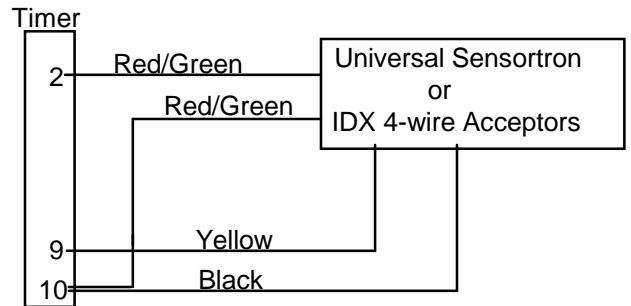 Timer
2
Red/Green
Universal Sensortron
or
Red/Green
IDX 4-wire Acceptors
9
Yellow
10
Black